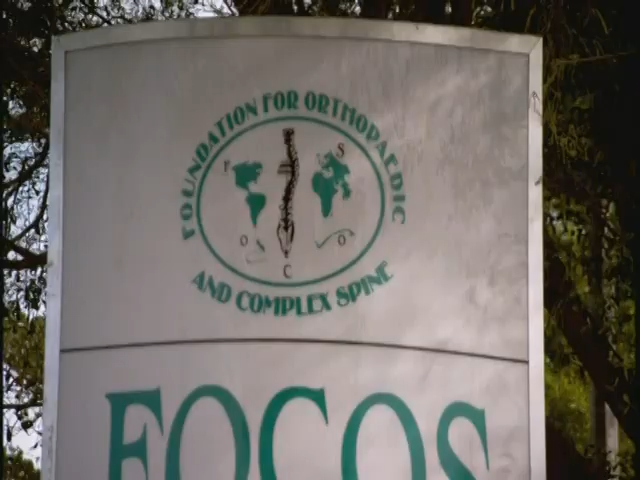 FOUNDATION FOR ORTHOPAEDIC
F S
O O
C
AND COMPLEX SPINE
FOCOS